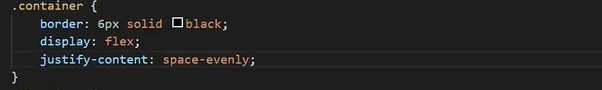 .container {
border: 6px solid black;
display: flex;
justify-content: space-evenly;
}